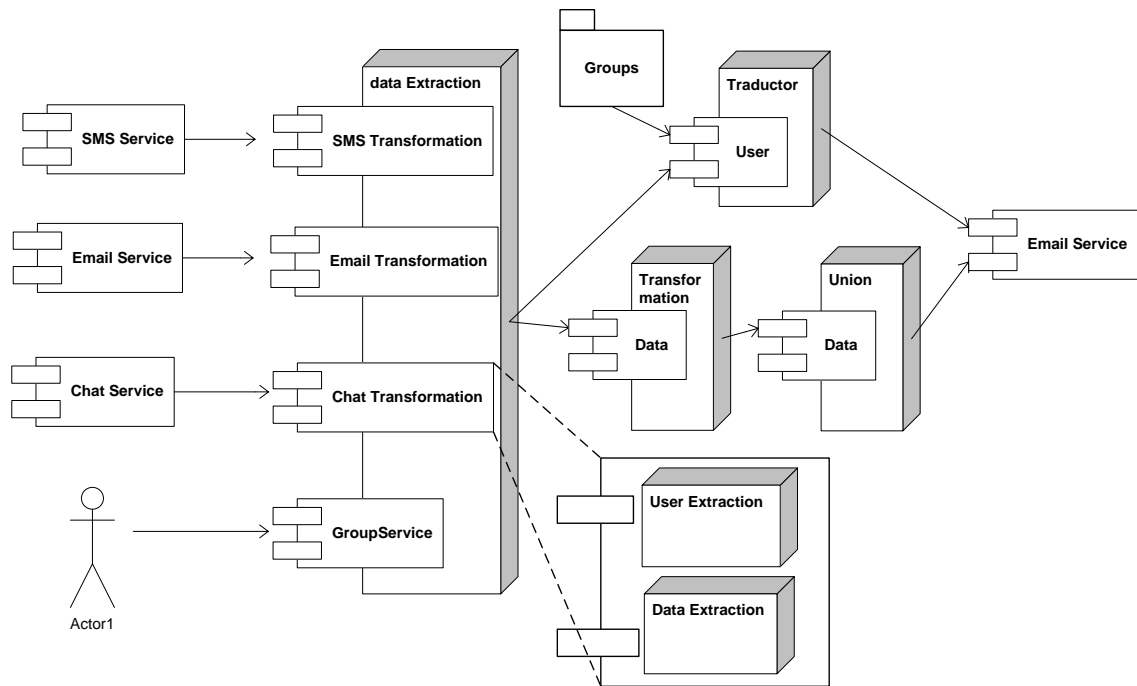 data Extraction
Groups
Traductor
SMS Service
SMS Transformation
User
Email Service
Email Transformation
Email Service
Transfor
mation
Union
Data
Data
Chat Service
Chat Transformation
User Extraction
GroupService
Data Extraction
Actor1